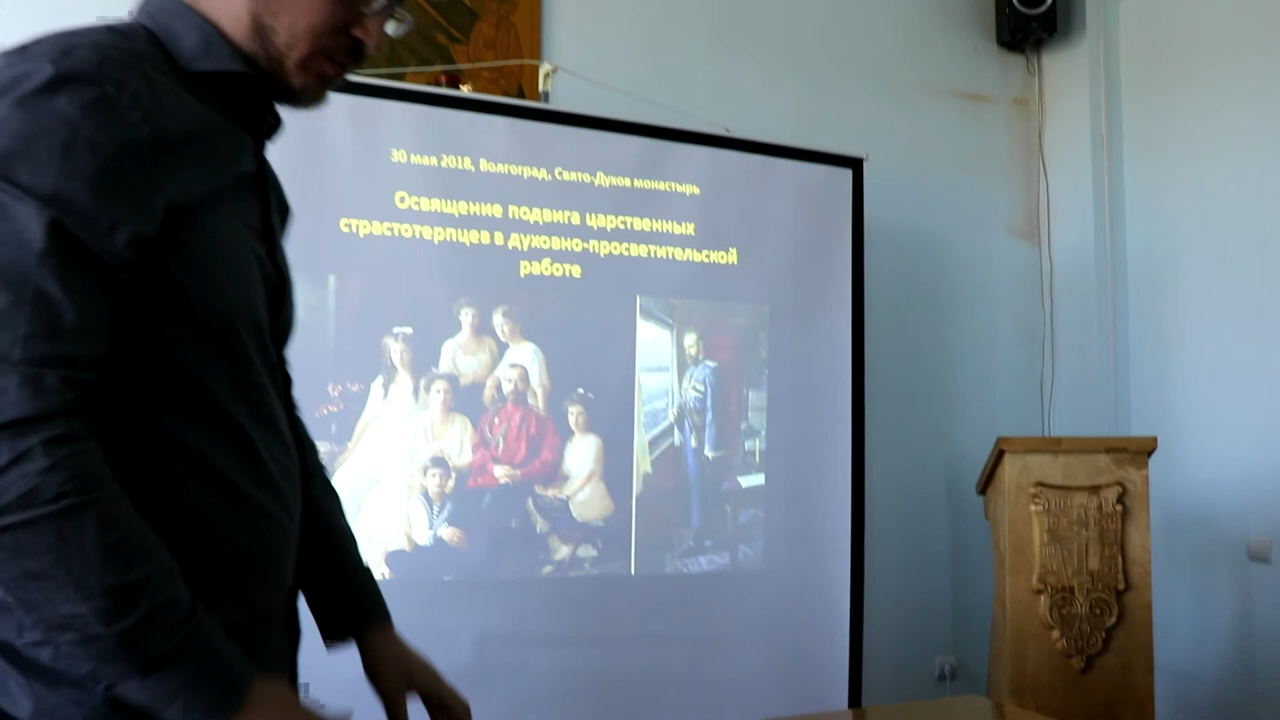 30 мая 2018, Волгоград, Свято-Духов монастырь
Освящение подвига царственных
страстотерпцев в духовно-просветительской
работе